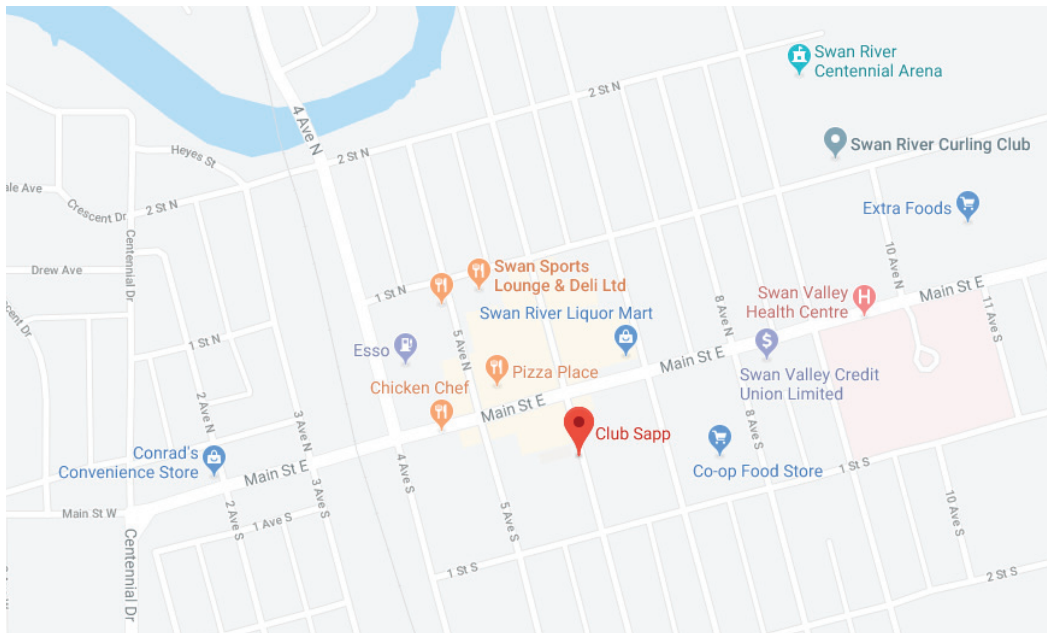 Swan River
Centennial Arena
2 St N
4 Ave N
Swan River Curling Club
Heyes St
2 St N
ale Ave
Crescent Dr
2 St N
Extra Foods
Centennial Dr
10 Ave N
Drew Ave
Swan Sports
Lounge & Deli Ltd
1 St N
Swan Valley
Health Centre
Main St E
11 Ave S
escent Dr
Swan River Liquor Mart
8 Ave N
1 St N
Esso
5 Ave N
Main St E
Swan Valley Credit
Union Limited
Pizza Place
Chicken Chef
Main St E
2 Ave N
3 Ave N
Club Sapp
8 Ave S
Conrad's
Convenience Store
Main St E
4 Ave S
Co-op Food Store
1 St S
3 Ave S
Main St W
2 Ave S
1 Ave S
5 Ave S
10 Ave S
Centennial Dr
1 St S
2 St S